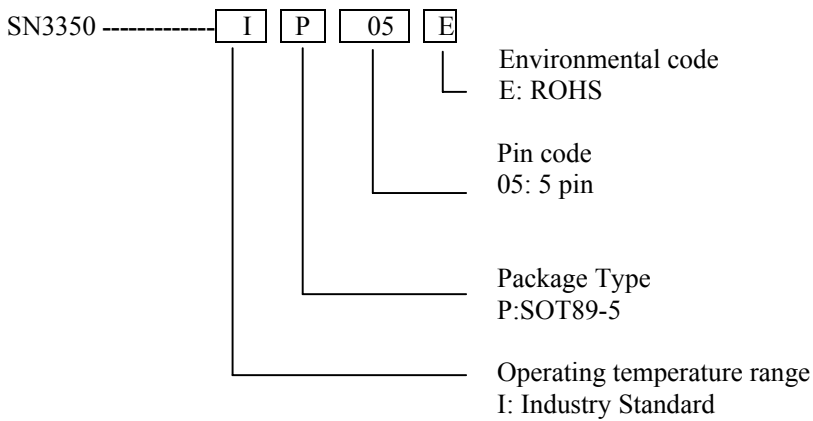 SN3350 ------------- I P 05 E
Environmental code
E: ROHS
Pin code
05: 5 pin
Package Type
P:SOT89-5
Operating temperature range
I: Industry Standard